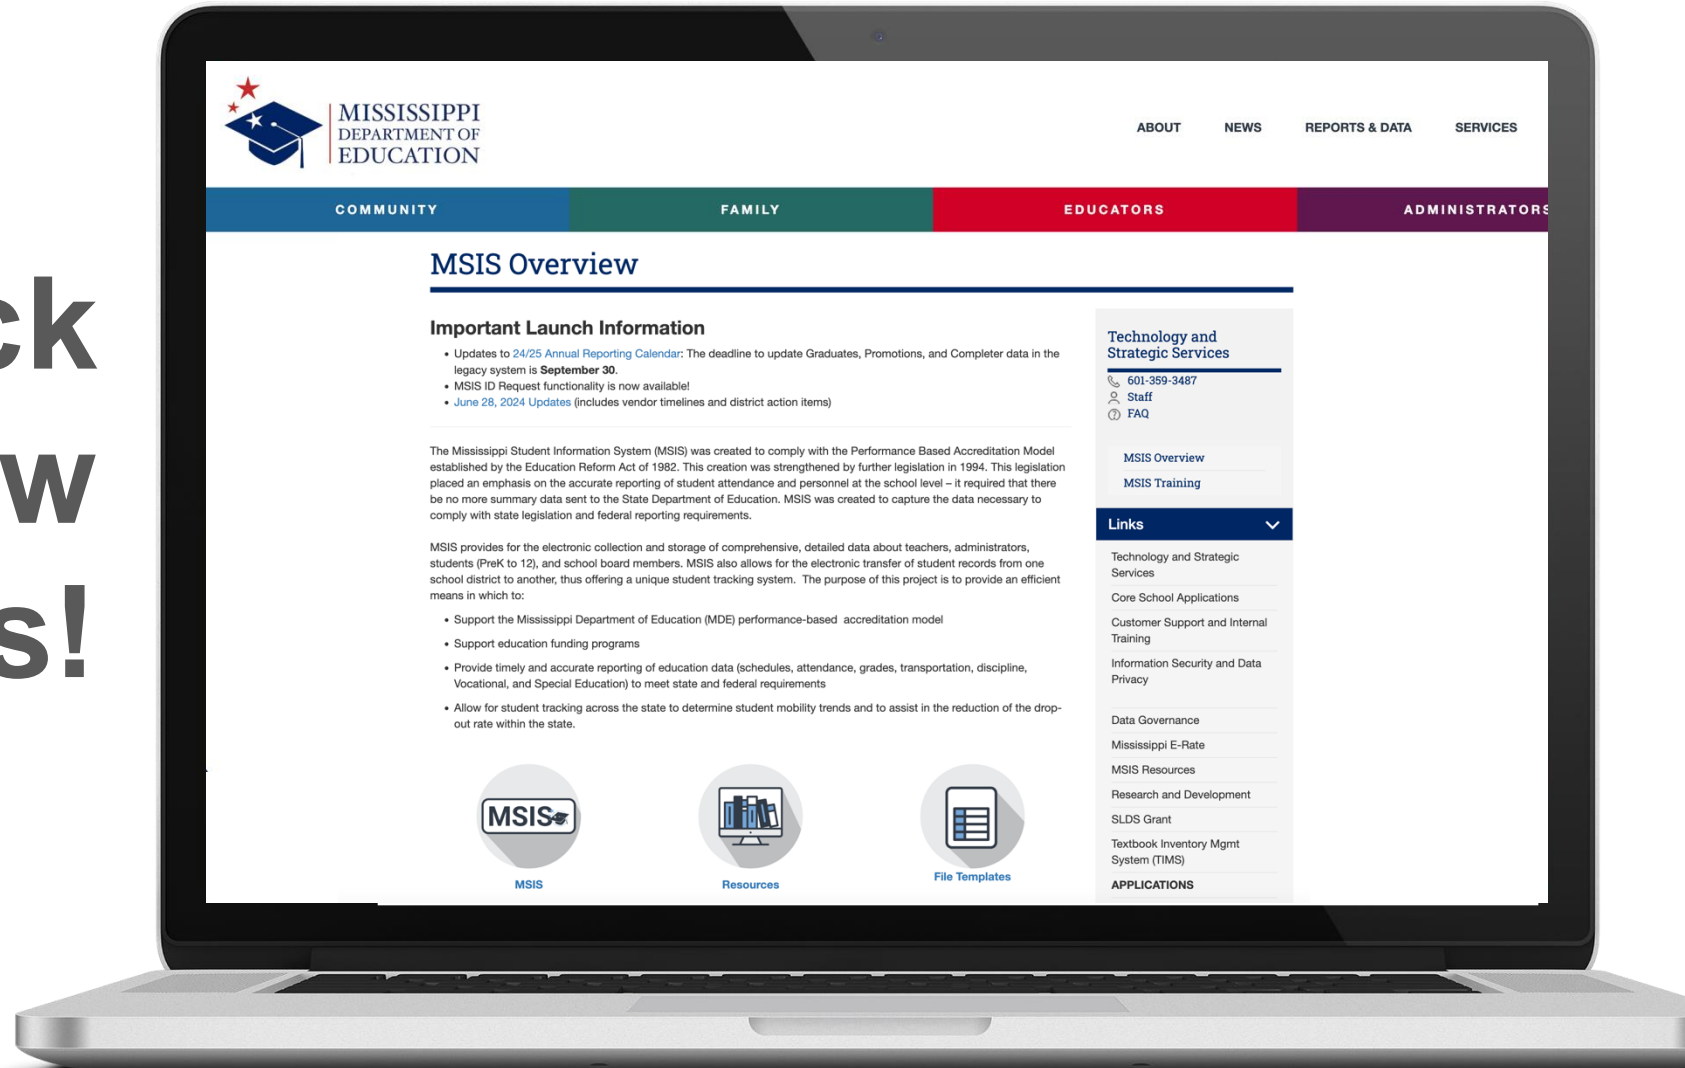 ck
w
s!
MISSISSIPPI
DEPARTMENT OF
EDUCATION
ABOUT NEWS REPORTS & DATA SERVICES
COMMUNITY FAMILY EDUCATORS ADMINISTRATORS
MSIS Overview
Important Launch Information
• Updates to 24/25 Annual Reporting Calendar: The deadline to update Graduates, Promotions, and Completer data in the
legacy system is September 30.
• MSIS ID Request functionality is now available!
• June 28, 2024 Updates (includes vendor timelines and district action items)
The Mississippi Student Information System (MSIS) was created to comply with the Performance Based Accreditation Model
established by the Education Reform Act of 1982. This creation was strengthened by further legislation in 1994. This legislation
placed an emphasis on the accurate reporting of student attendance and personnel at the school level – it required that there
be no more summary data sent to the State Department of Education. MSIS was created to capture the data necessary to
comply with state legislation and federal reporting requirements.
MSIS provides for the electronic collection and storage of comprehensive, detailed data about teachers, administrators,
students (PreK to 12), and school board members. MSIS also allows for the electronic transfer of student records from one
school district to another, thus offering a unique student tracking system. The purpose of this project is to provide an efficient
means in which to:
• Support the Mississippi Department of Education (MDE) performance-based accreditation model
• Support education funding programs
• Provide timely and accurate reporting of education data (schedules, attendance, grades, transportation, discipline,
Vocational, and Special Education) to meet state and federal requirements
• Allow for student tracking across the state to determine student mobility trends and to assist in the reduction of the drop-
out rate within the state.
MSIS
MSIS
Resources
File Templates
Technology and
Strategic Services
601-359-3487
Staff
FAQ
MSIS Overview
MSIS Training
Links
Technology and Strategic
Services
Core School Applications
Customer Support and Internal
Training
Information Security and Data
Privacy
Data Governance
Mississippi E-Rate
MSIS Resources
Research and Development
SLDS Grant
Textbook Inventory Mgmt
System (TIMS)
APPLICATIONS